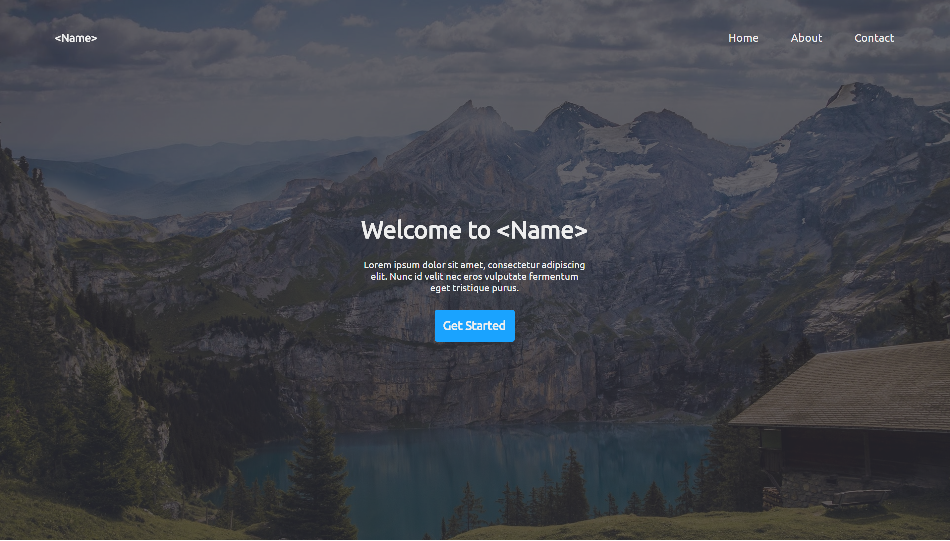 <Name>
Home About Contact
Welcome to <Name>
Lorem ipsum dolor sit amet, consectetur adipiscing
elit. Nunc id velit nec eros vulputate fermentum
eget tristique purus.
Get Started